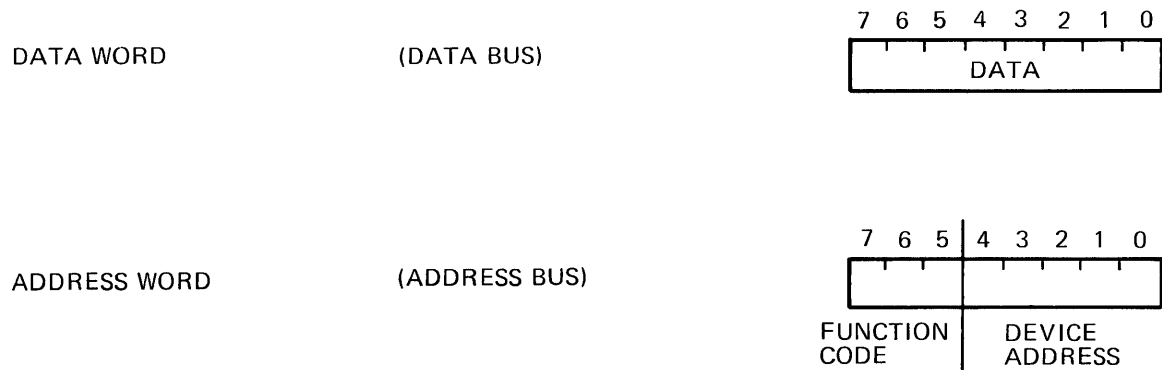 7 6 5 4 3 2 1 0
DATA WORD (DATA BUS)
DATA
7 6 5 4 3 2 1 0
ADDRESS WORD (ADDRESS BUS)
FUNCTION CODE
DEVICE ADDRESS